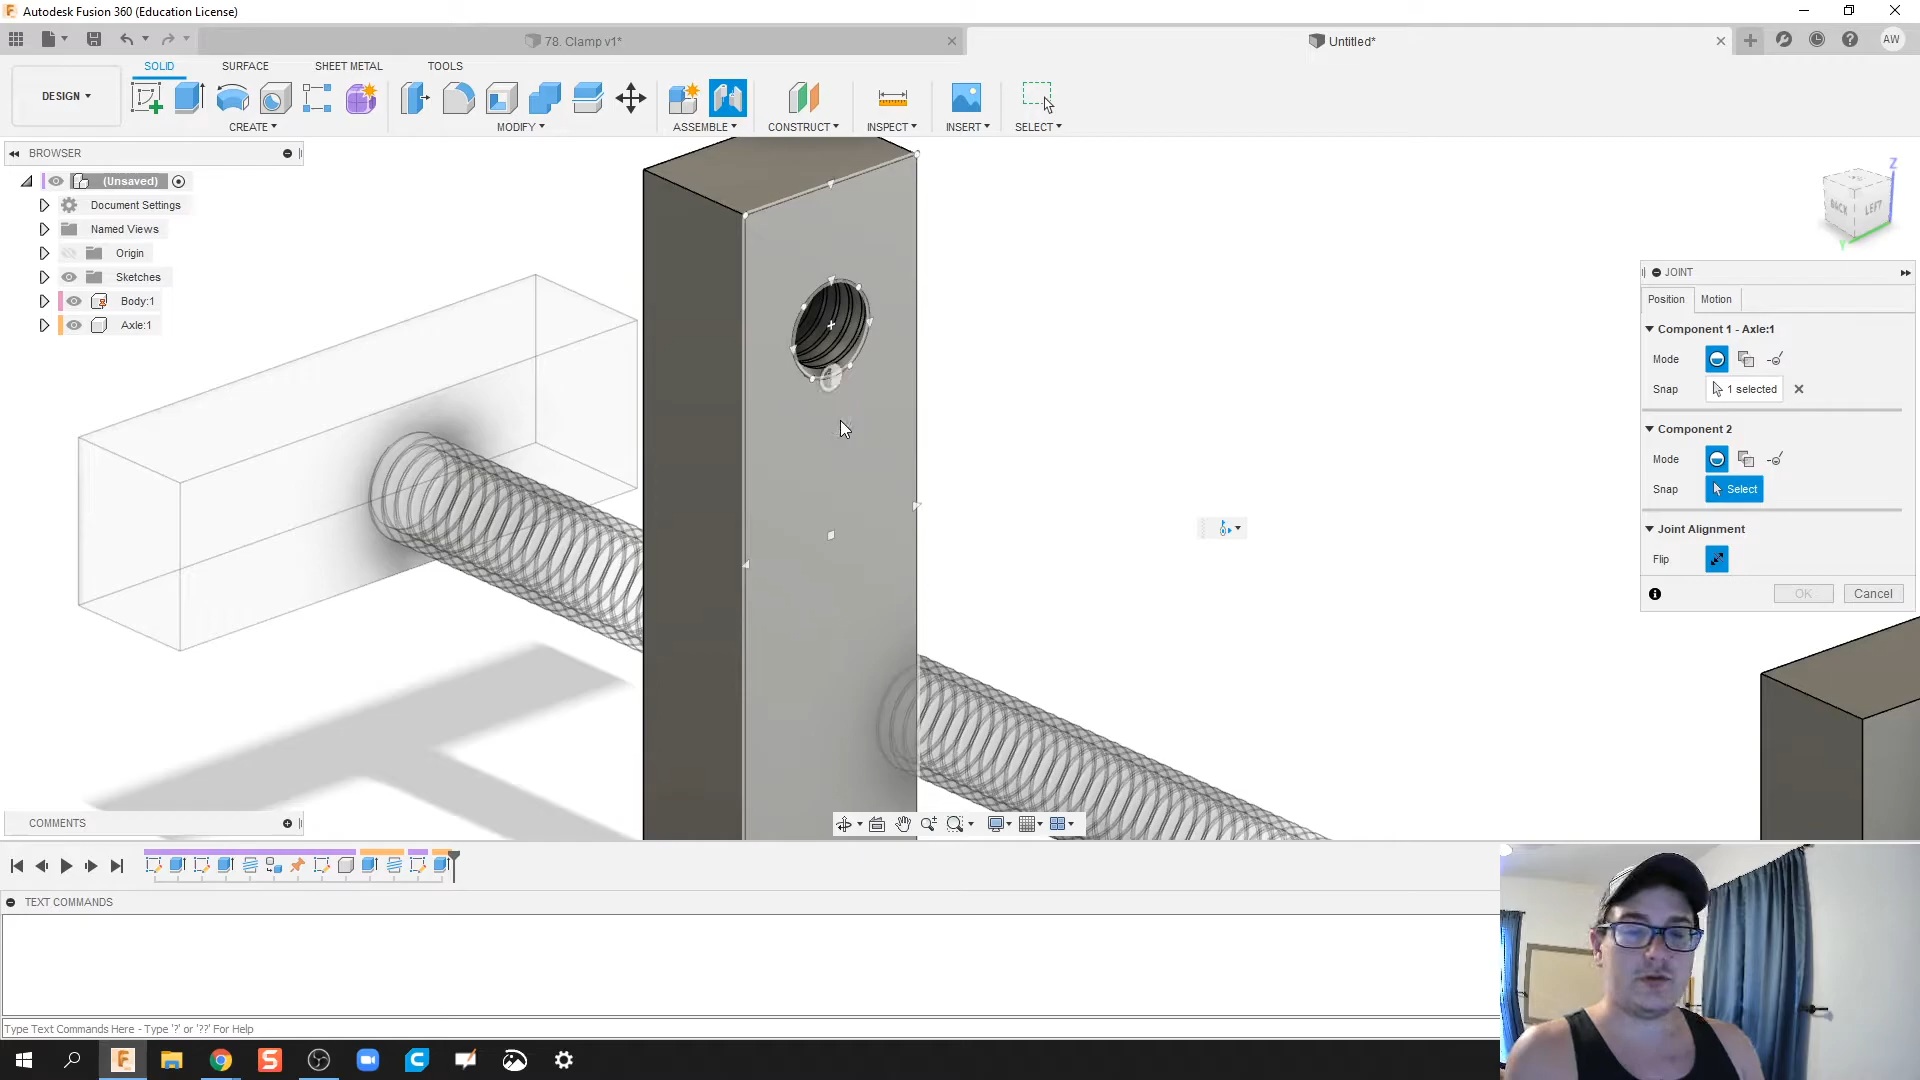 Autodesk Fusion 360 (Education License)
78. Clamp v1*
Untitled*
AW
DESIGN
SOLID
SURFACE
SHEET METAL
TOOLS
CREATE
MODIFY
ASSEMBLE
CONSTRUCT
INSPECT
INSERT
SELECT
BROWSER
(Unsaved)
Document Settings
Named Views
Origin
Sketches
Body:1
Axle:1
Z
BACK
LEFT
Y
JOINT
Position
Motion
Component 1 - Axle:1
Mode
Snap
1 selected
Component 2
Mode
Snap
Select
Joint Alignment
Flip
OK
Cancel
COMMENTS
TEXT COMMANDS
Type Text Commands Here - Type '?' or '??' For Help